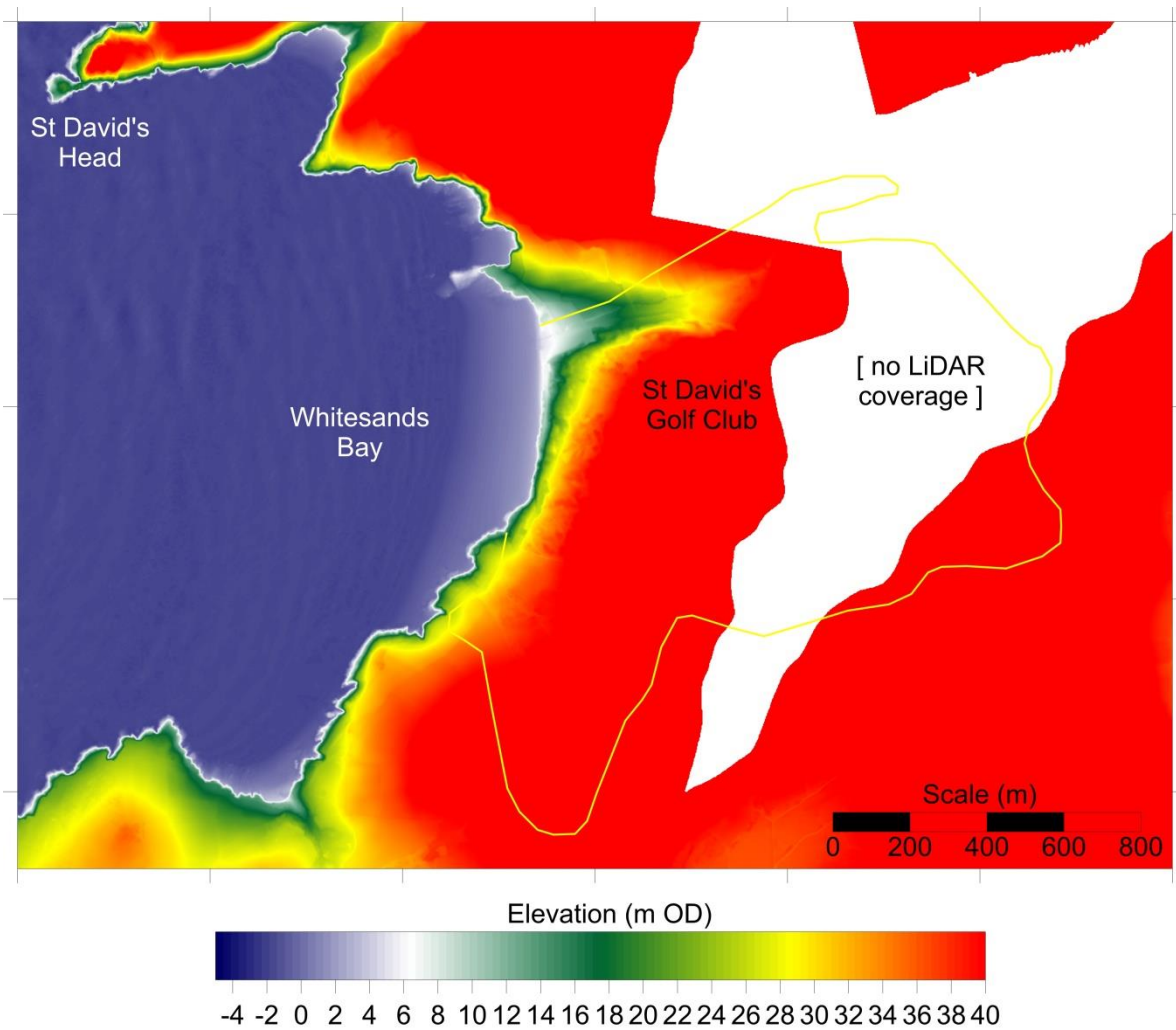 St David's
Head
Whitesands
Bay
St David's
Golf Club
[ no LiDAR
coverage ]
Scale (m)
0 200 400 600 800
Elevation (m OD)
-4 -2 0 2 4 6 8 10 12 14 16 18 20 22 24 26 28 30 32 34 36 38 40